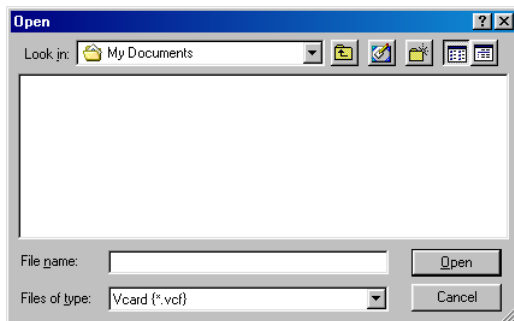 Open
Look in: My Documents
File name:
Open
Files of type: Vcard {*.vcf}
Cancel